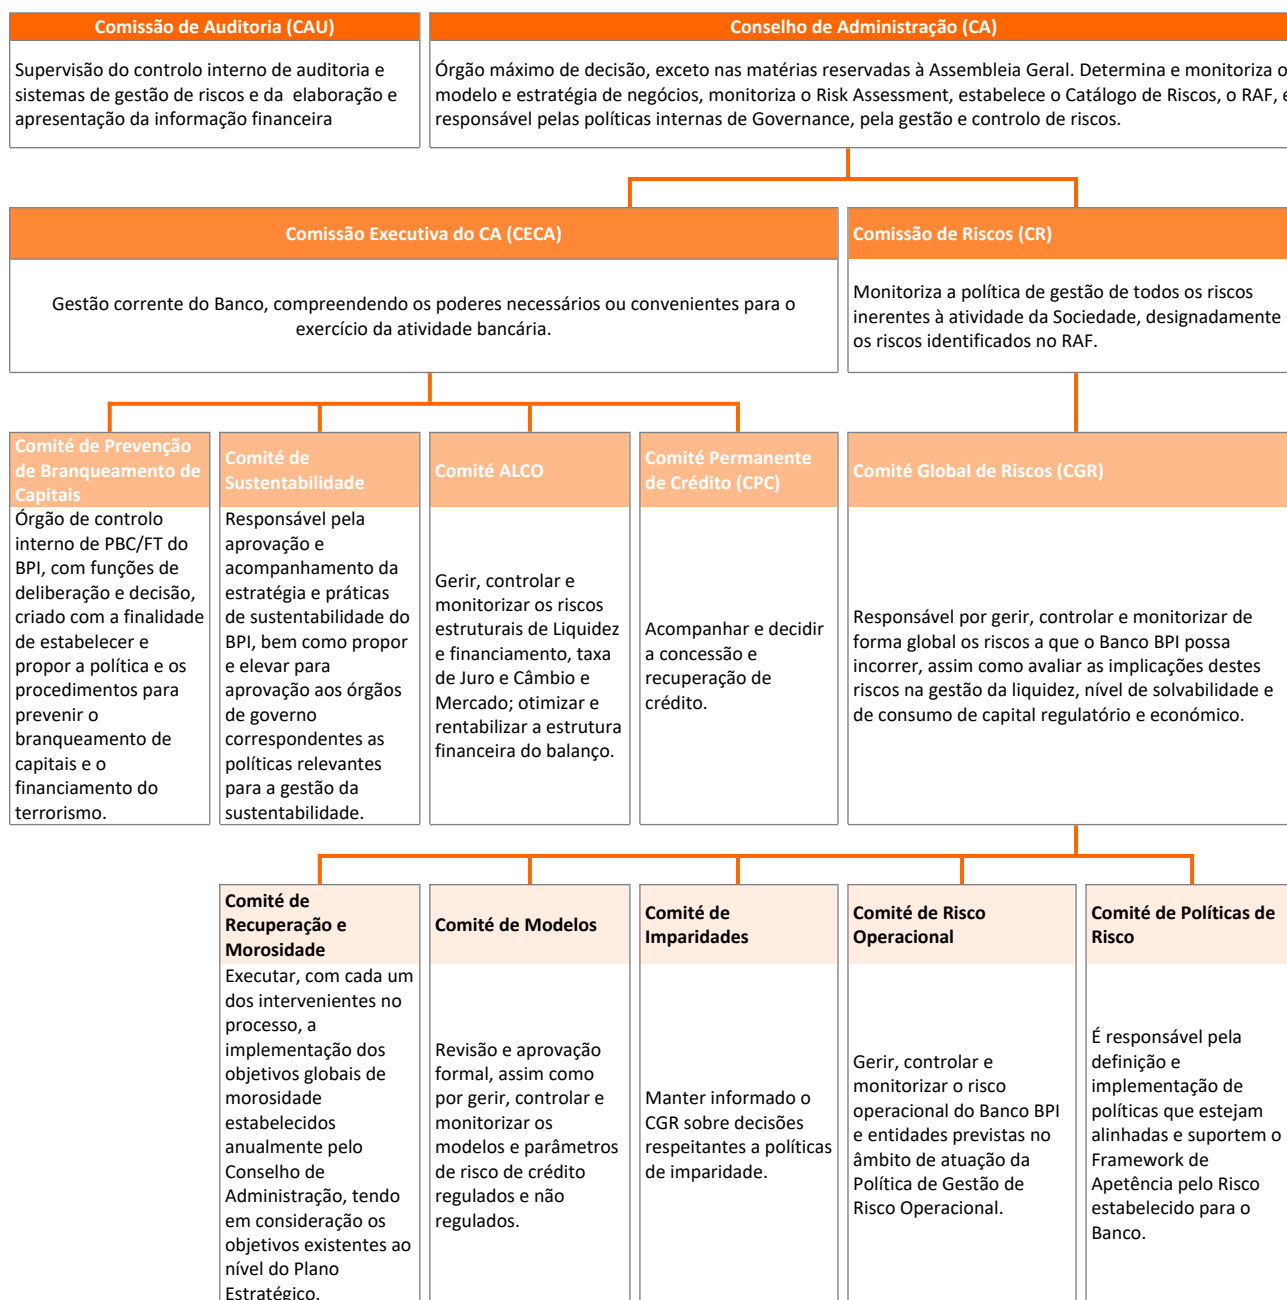 Comissão de Auditoria (CAU)
Supervisão do controlo interno de auditoria e
sistemas de gestão de riscos e da elaboração e
apresentação da informação financeira
Conselho de Administração (CA)
Órgão máximo de decisão, exceto nas matérias reservadas à Assembleia Geral. Determina e monitoriza o
modelo e estratégia de negócios, monitoriza o Risk Assessment, estabelece o Catálogo de Riscos, o RAF, é
responsável pelas políticas internas de Governance, pela gestão e controlo de riscos.
Comissão Executiva do CA (CECA)
Gestão corrente do Banco, compreendendo os poderes necessários ou convenientes para o
exercício da atividade bancária.
Comissão de Riscos (CR)
Monitoriza a política de gestão de todos os riscos
inerentes à atividade da Sociedade, designadamente
os riscos identificados no RAF.
Comité de Prevenção
de Branqueamento de
Capitais
Órgão de controlo
interno de PBC/FT do
BPI, com funções de
deliberação e decisão,
criado com a finalidade
de estabelecer e
propor a política e os
procedimentos para
prevenir o
branqueamento de
capitais e o
financiamento do
terrorismo.
Comité de
Sustentabilidade
Responsável pela
aprovação e
acompanhamento da
estratégia e práticas
de sustentabilidade do
BPI, bem como propor
e elevar para
aprovação aos órgãos
de governo
correspondentes as
políticas relevantes
para a gestão da
sustentabilidade.
Comité ALCO
Gerir, controlar e
monitorizar os riscos
estruturais de Liquidez
e financiamento, taxa
de Juro e Câmbio e
Mercado; otimizar e
rentabilizar a estrutura
financeira do balanço.
Comité Permanente
de Crédito (CPC)
Acompanhar e decidir
a concessão e
recuperação de
crédito.
Comité Global de Riscos (CGR)
Responsável por gerir, controlar e monitorizar de
forma global os riscos a que o Banco BPI possa
incorrer, assim como avaliar as implicações destes
riscos na gestão da liquidez, nível de solvabilidade e
de consumo de capital regulatório e económico.
Comité de
Recuperação e
Morosidade
Executar, com cada um
dos intervenientes no
processo, a
implementação dos
objetivos globais de
morosidade
estabelecidos
anualmente pelo
Conselho de
Administração, tendo
em consideração os
objetivos existentes ao
nível do Plano
Estratégico.
Comité de Modelos
Revisão e aprovação
formal, assim como
por gerir, controlar e
monitorizar os
modelos e parâmetros
de risco de crédito
regulados e não
regulados.
Comité de
Imparidades
Manter informado o
CGR sobre decisões
respeitantes a políticas
de imparidade.
Comité de Risco
Operacional
Gerir, controlar e
monitorizar o risco
operacional do Banco BPI
e entidades previstas no
âmbito de atuação da
Política de Gestão de
Risco Operacional.
Comité de Políticas de
Risco
É responsável pela
definição e
implementação de
políticas que estejam
alinhadas e suportem o
Framework de
Apetência pelo Risco
estabelecido para o
Banco.